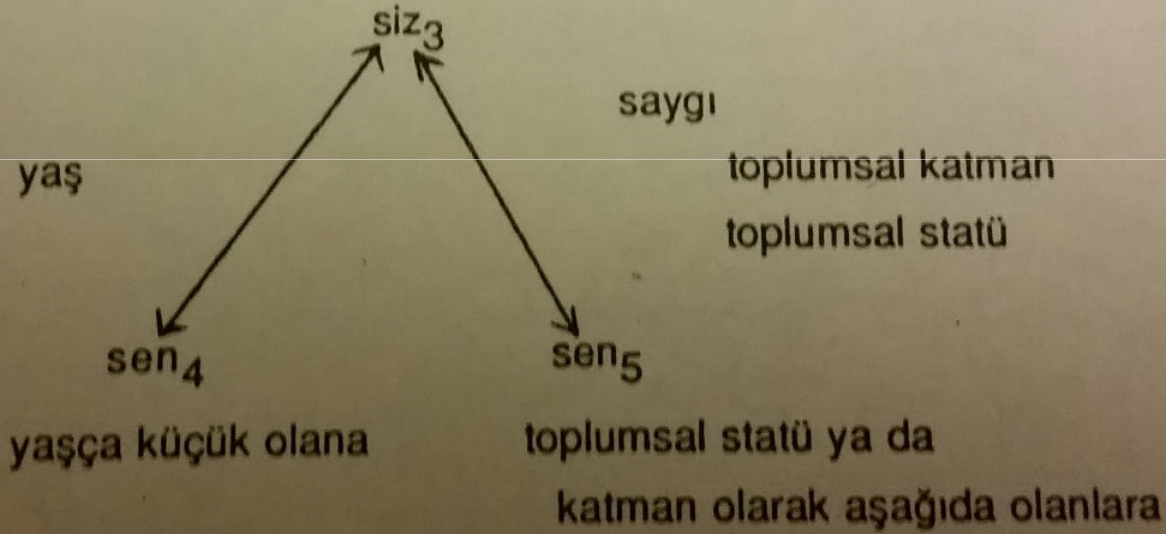 siz3
saygı
yaş
toplumsal katman
toplumsal statü
sen4
sen5
yaşça küçük olana
toplumsal statü ya da
katman olarak aşağıda olanlara